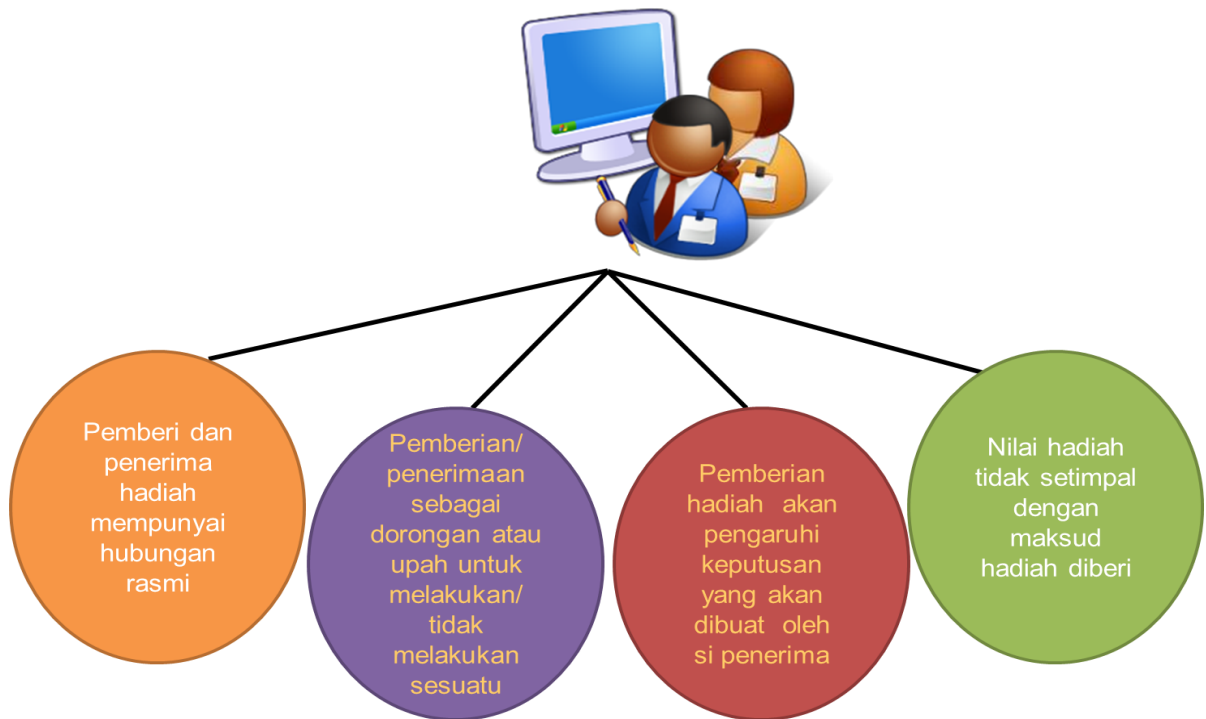 Pemberi dan
penerima
hadiah
mempunyai
hubungan
rasmi
Pemberian/
penerimaan
sebagai
dorongan atau
upah untuk
melakukan/
tidak
melakukan
sesuatu
Pemberian
hadiah akan
pengaruhi
keputusan
yang akan
dibuat oleh
si penerima
Nilai hadiah
tidak setimpal
dengan
maksud
hadiah diberi